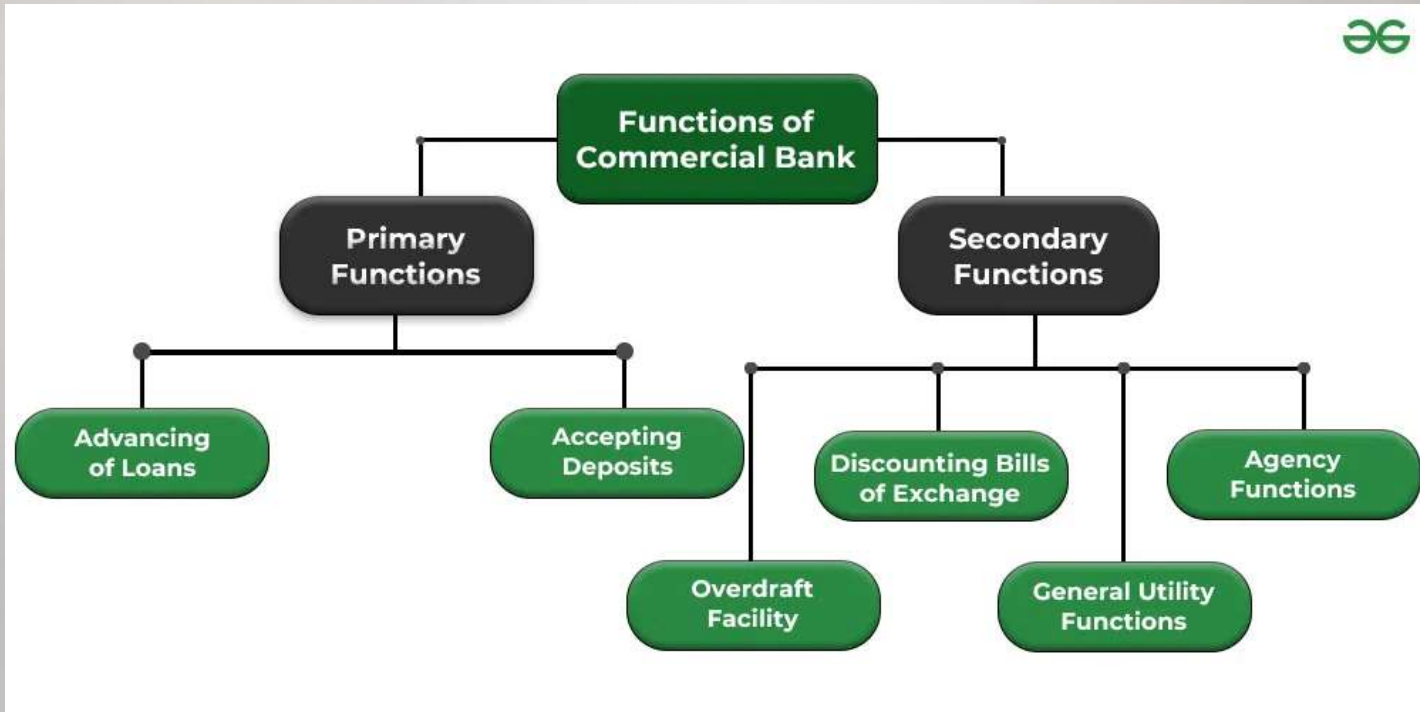 Functions of
Commercial Bank
Primary
Functions
Secondary
Functions
Advancing
of Loans
Accepting
Deposits
Discounting Bills
of Exchange
Agency
Functions
Overdraft
Facility
General Utility
Functions